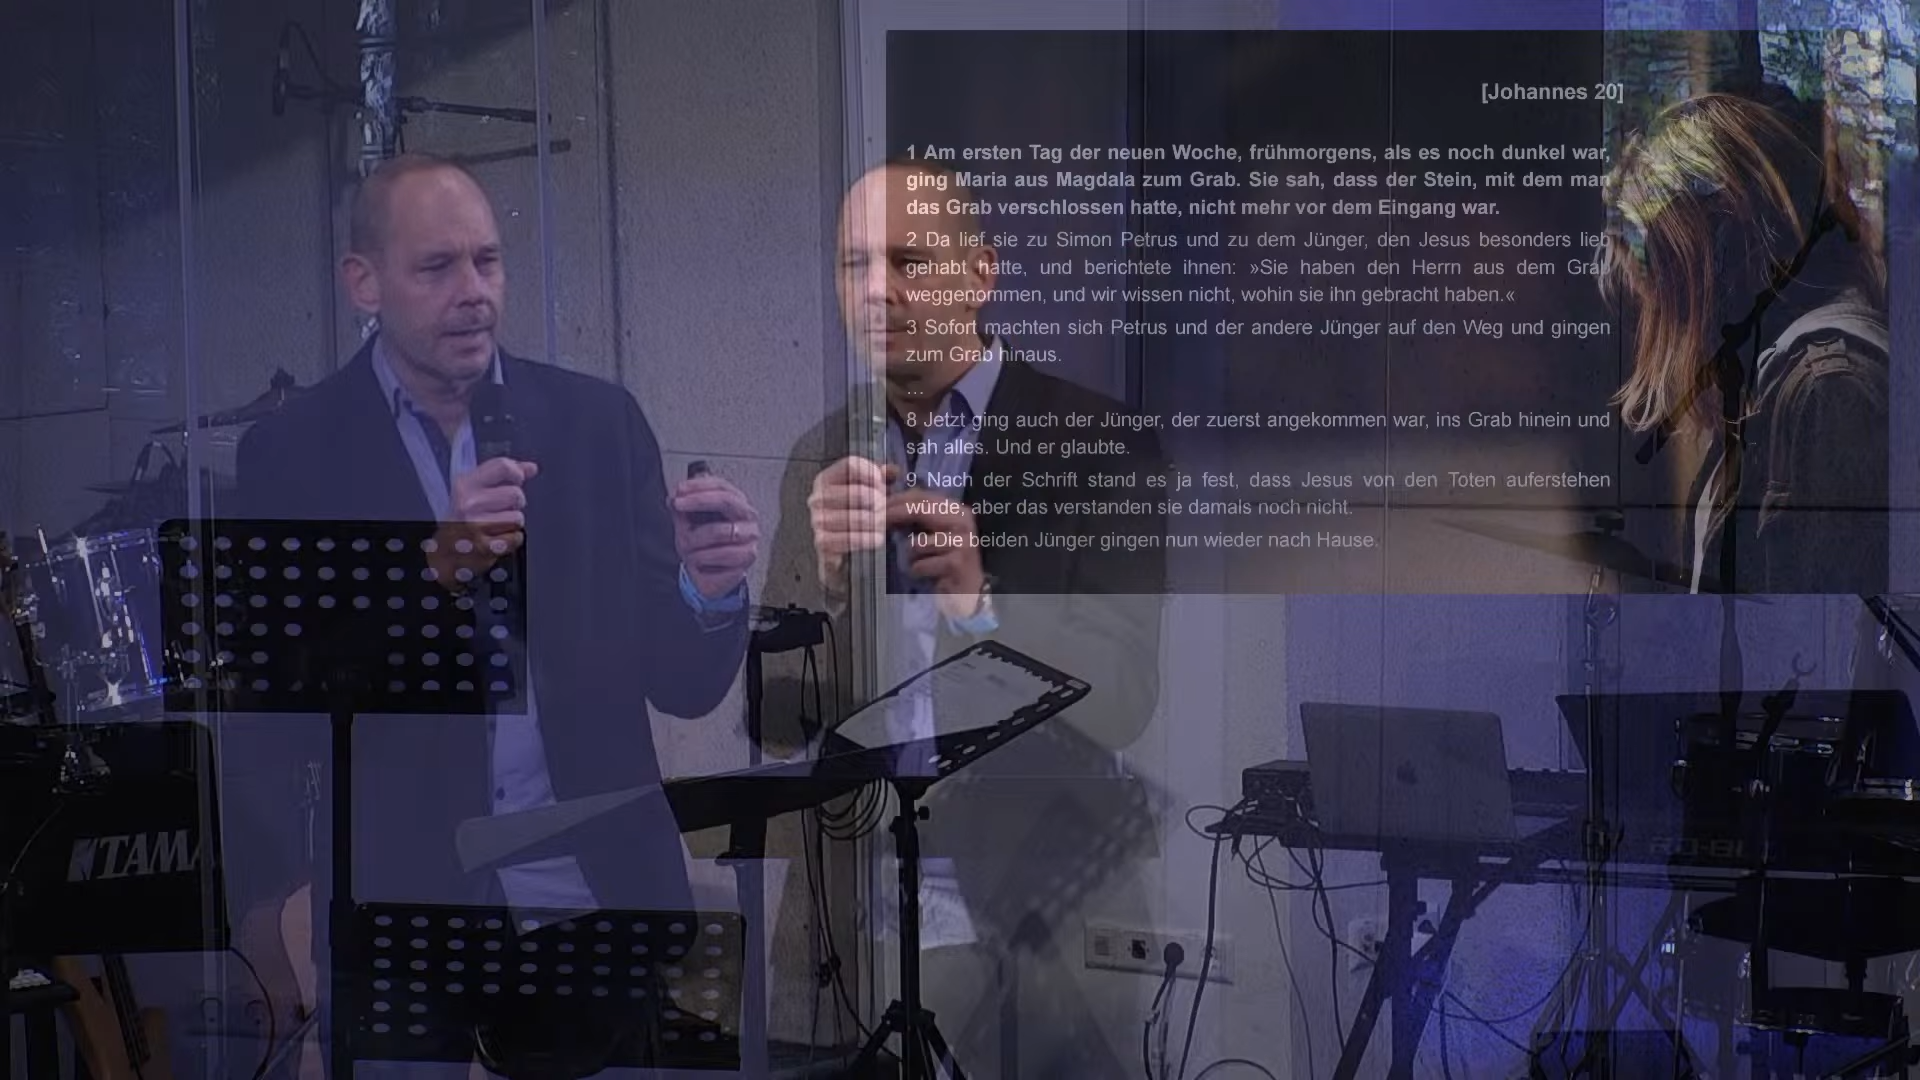 [Johannes 20]
1 Am ersten Tag der neuen Woche, frühmorgens, als es noch dunkel war,
ging Maria aus Magdala zum Grab. Sie sah, dass der Stein, mit dem man
das Grab verschlossen hatte, nicht mehr vor dem Eingang war.
2 Da lief sie zu Simon Petrus und zu dem Jünger, den Jesus besonders lieb
gehabt hatte, und berichtete ihnen: »Sie haben den Herrn aus dem Grab
weggenommen, und wir wissen nicht, wohin sie ihn gebracht haben.«
3 Sofort machten sich Petrus und der andere Jünger auf den Weg und gingen
zum Grab hinaus.
…
8 Jetzt ging auch der Jünger, der zuerst angekommen war, ins Grab hinein und
sah alles. Und er glaubte.
9 Nach der Schrift stand es ja fest, dass Jesus von den Toten auferstehen
würde; aber das verstanden sie damals noch nicht.
10 Die beiden Jünger gingen nun wieder nach Hause.
TAMA